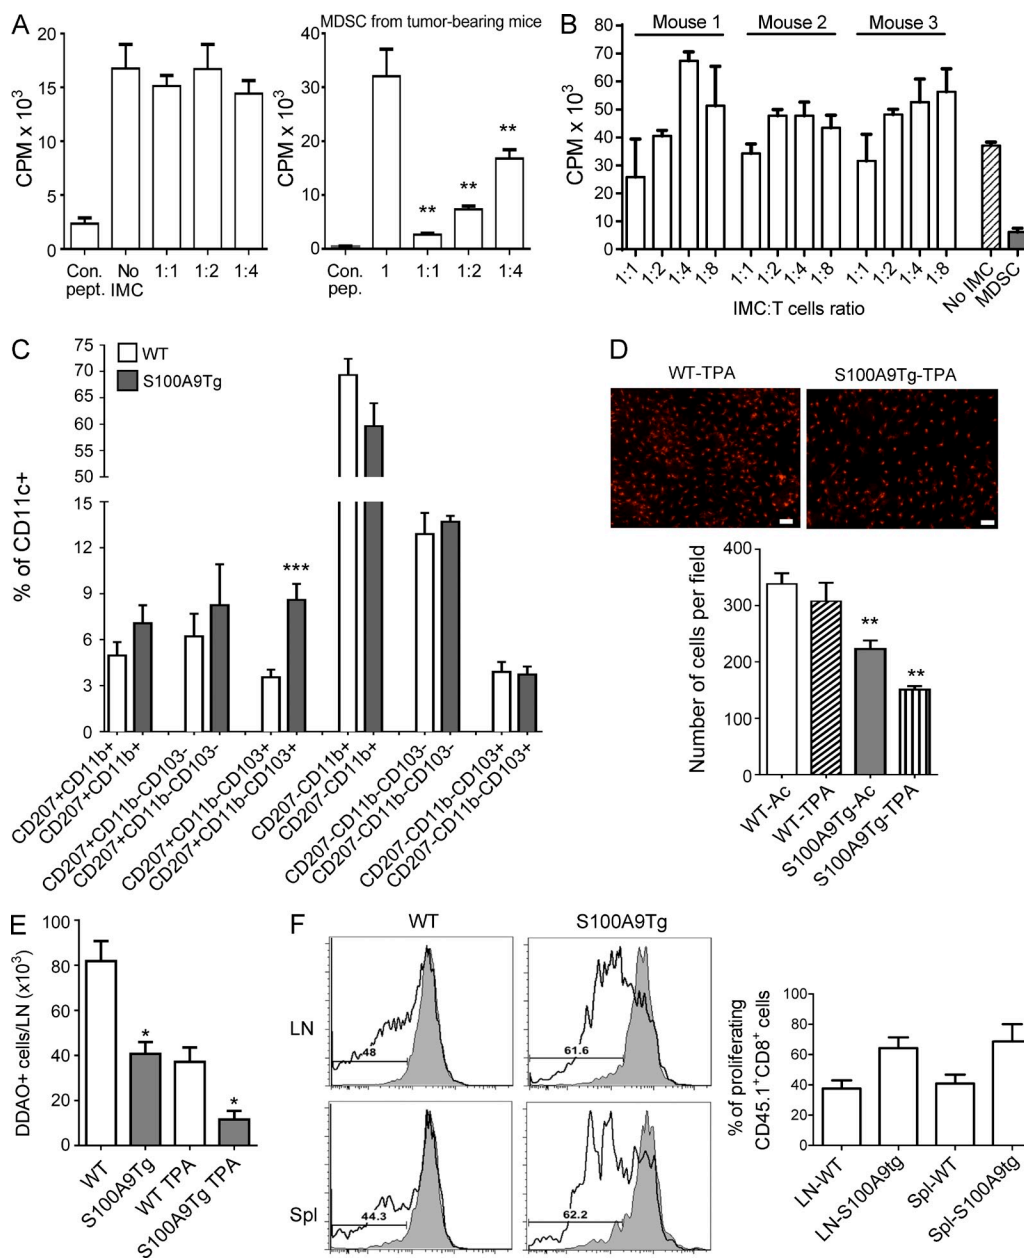 A
CPM x 10³
20
15
10
5
0
Con. pept.
No IMC
1:1
1:2
1:4
MDSC from tumor-bearing mice
CPM x 10³
40
30
20
10
0
**
**
**
Con. pep.
1
1:1
1:2
1:4
B
Mouse 1
Mouse 2
Mouse 3
CPM x 10³
80
70
60
50
40
30
20
10
0
1:1
1:2
1:4
1:8
1:1
1:2
1:4
1:8
1:1
1:2
1:4
1:8
No IMC
MDSC
IMC:T cells ratio
C
WT
S100A9Tg
% of CD11c+
75
70
65
60
55
50
15
12
9
6
3
0
***
CD207+CD11b+
CD207+CD11b+
CD207+CD11b-CD103-
CD207+CD11b-CD103-
CD207+CD11b-CD103+
CD207+CD11b-CD103+
CD207-CD11b+
CD207-CD11b+
CD207-CD11b-CD103-
CD207-CD11b-CD103-
CD207-CD11b-CD103+
CD207-CD11b-CD103+
D
WT-TPA
S100A9Tg-TPA
Number of cells per field
400
300
200
100
0
**
**
WT-Ac
WT-TPA
S100A9Tg-Ac
S100A9Tg-TPA
E
DDAO+ cells/LN (x10³)
100
80
60
40
20
0
*
*
WT
S100A9Tg
WT TPA
S100A9Tg TPA
F
WT
S100A9Tg
LN
48
61.6
Spl
44.3
62.2
% of proliferating
CD45.1⁺CD8⁺ cells
100
80
60
40
20
0
LN-WT
LN-S100A9tg
Spl-WT
Spl-S100A9tg